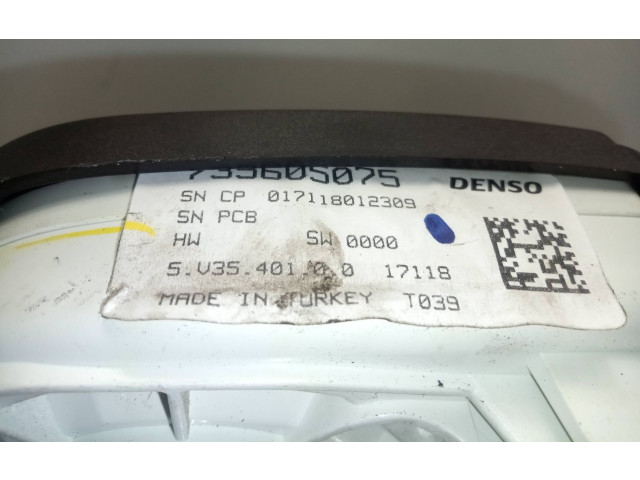 735605075 DENSO
SN CP 017118012309
SN PCB
HW SW 0000
5.V35.401.0.0 17118
MADE IN TURKEY T039